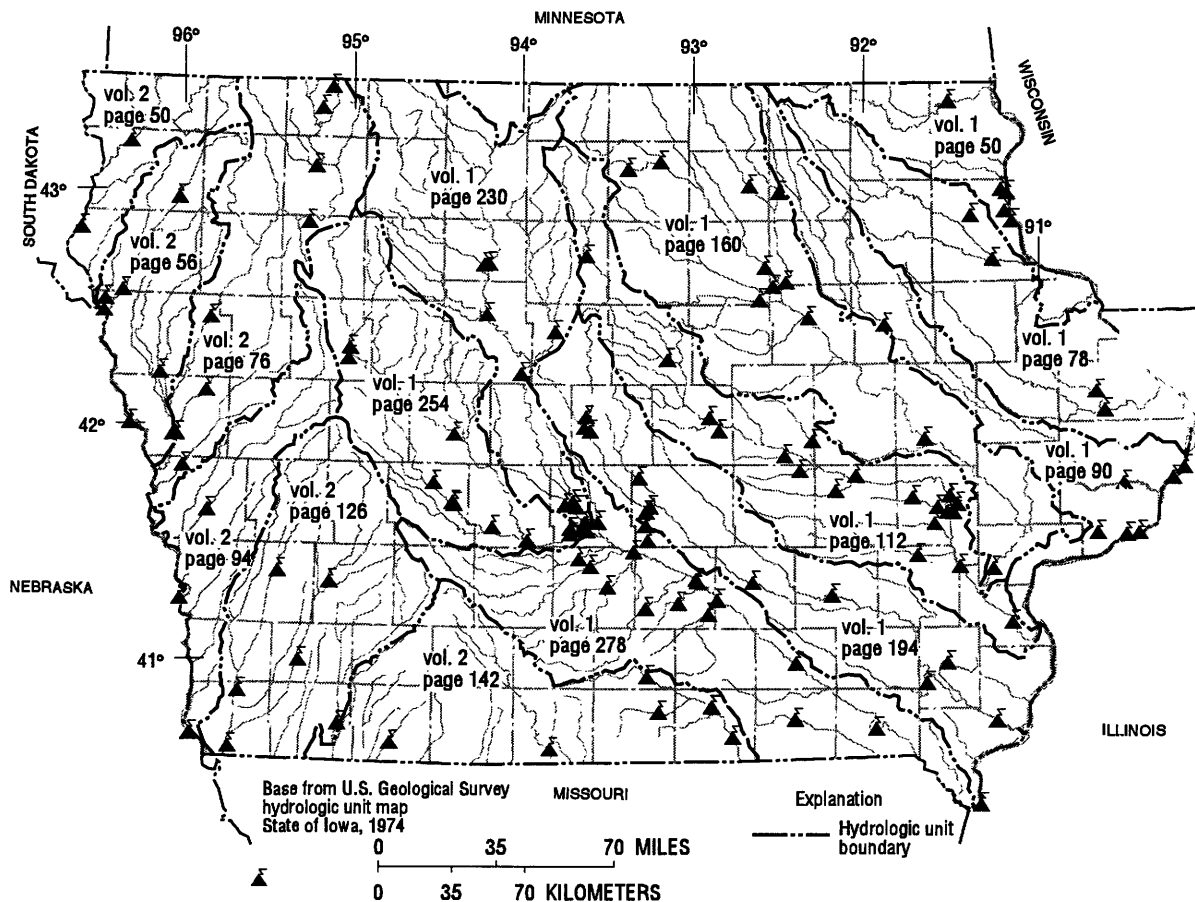 MINNESOTA
96°
95°
94°
93°
92°
WISCONSIN
vol. 2
page 50
vol. 1
page 50
SOUTH DAKOTA
43°
vol. 1
page 230
91°
vol. 2
page 56
vol. 1
page 160
vol. 2
page 76
vol. 1
page 78
vol. 1
page 254
42°
vol. 1
page 90
vol. 2
page 126
vol. 2
page 94
vol. 1
page 112
NEBRASKA
vol. 1
page 278
vol. 1
page 194
41°
vol. 2
page 142
ILLINOIS
Base from U.S. Geological Survey
hydrologic unit map
State of Iowa, 1974
MISSOURI
Explanation
Hydrologic unit
boundary
0 35 70 MILES
0 35 70 KILOMETERS